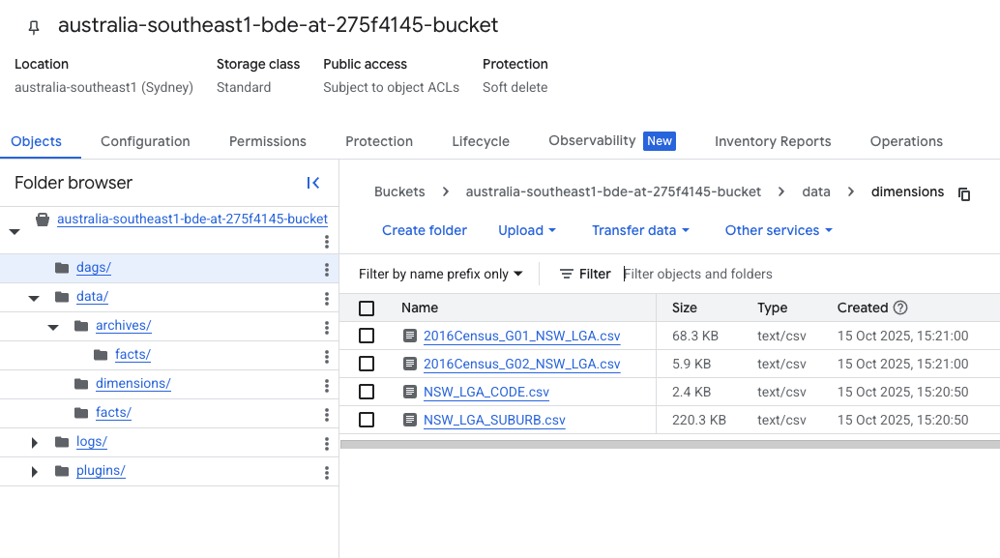 australia-southeast1-bde-at-275f4145-bucket
Location Storage class Public access Protection
australia-southeast1 (Sydney) Standard Subject to object ACLs Soft delete
Objects Configuration Permissions Protection Lifecycle Observability New Inventory Reports Operations
Folder browser
australia-southeast1-bde-at-275f4145-bucket
dags/
data/
archives/
facts/
dimensions/
facts/
logs/
plugins/
Buckets > australia-southeast1-bde-at-275f4145-bucket > data > dimensions
Create folder Upload Transfer data Other services
Filter by name prefix only Filter Filter objects and folders
Name Size Type Created
2016Census_G01_NSW_LGA.csv 68.3 KB text/csv 15 Oct 2025, 15:21:00
2016Census_G02_NSW_LGA.csv 5.9 KB text/csv 15 Oct 2025, 15:21:00
NSW_LGA_CODE.csv 2.4 KB text/csv 15 Oct 2025, 15:20:50
NSW_LGA_SUBURB.csv 220.3 KB text/csv 15 Oct 2025, 15:20:50